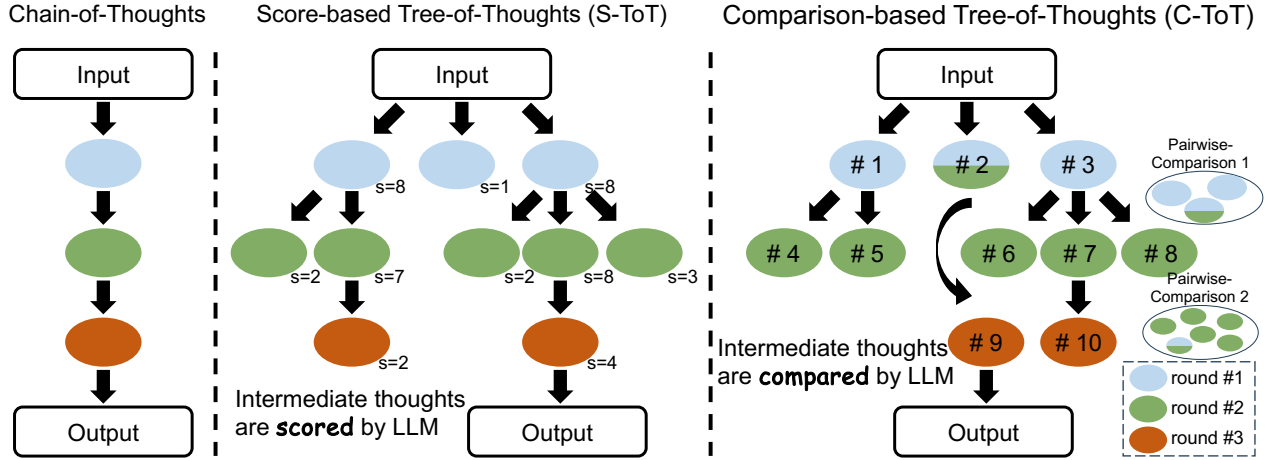 Chain-of-Thoughts
Input
Output
Score-based Tree-of-Thoughts (S-ToT)
Input
s=8
s=1
s=8
s=2
s=7
s=2
s=8
s=3
s=2
s=4
Intermediate thoughts
are scored by LLM
Output
Comparison-based Tree-of-Thoughts (C-ToT)
Input
# 1
# 2
# 3
Pairwise-
Comparison 1
# 4
# 5
# 6
# 7
# 8
Pairwise-
Comparison 2
# 9
# 10
Intermediate thoughts
are compared by LLM
Output
round #1
round #2
round #3